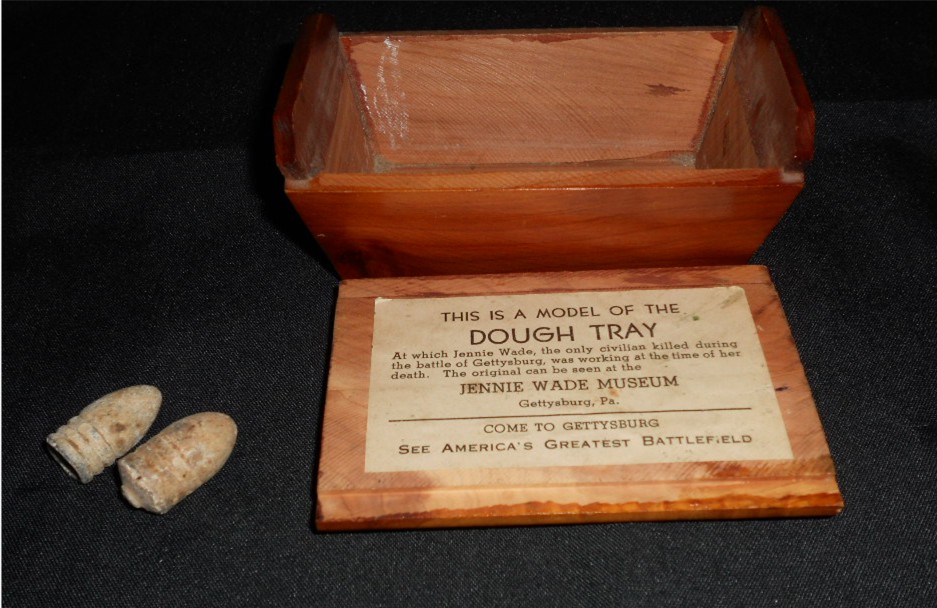 THIS IS A MODEL OF THE
DOUGH TRAY
At which Jennie Wade, the only civilian killed during
the battle of Gettysburg, was working at the time of her
death. The original can be seen at the
JENNIE WADE MUSEUM
Gettysburg, Pa.
COME TO GETTYSBURG
SEE AMERICA'S GREATEST BATTLEFIELD